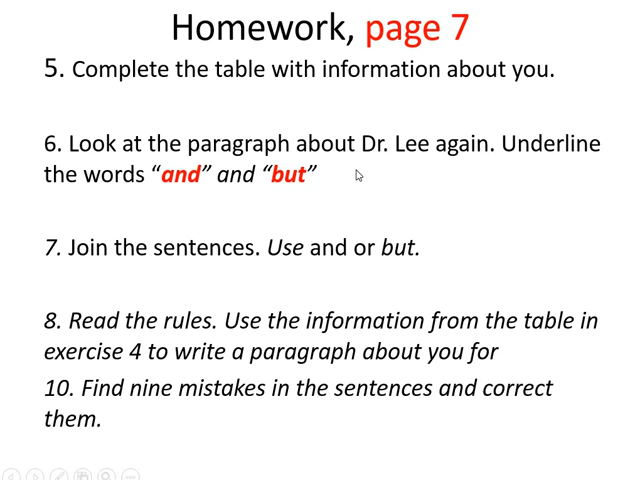 Homework, page 7
5. Complete the table with information about you.
6. Look at the paragraph about Dr. Lee again. Underline
the words “and” and “but”
7. Join the sentences. Use and or but.
8. Read the rules. Use the information from the table in
exercise 4 to write a paragraph about you for
10. Find nine mistakes in the sentences and correct
them.